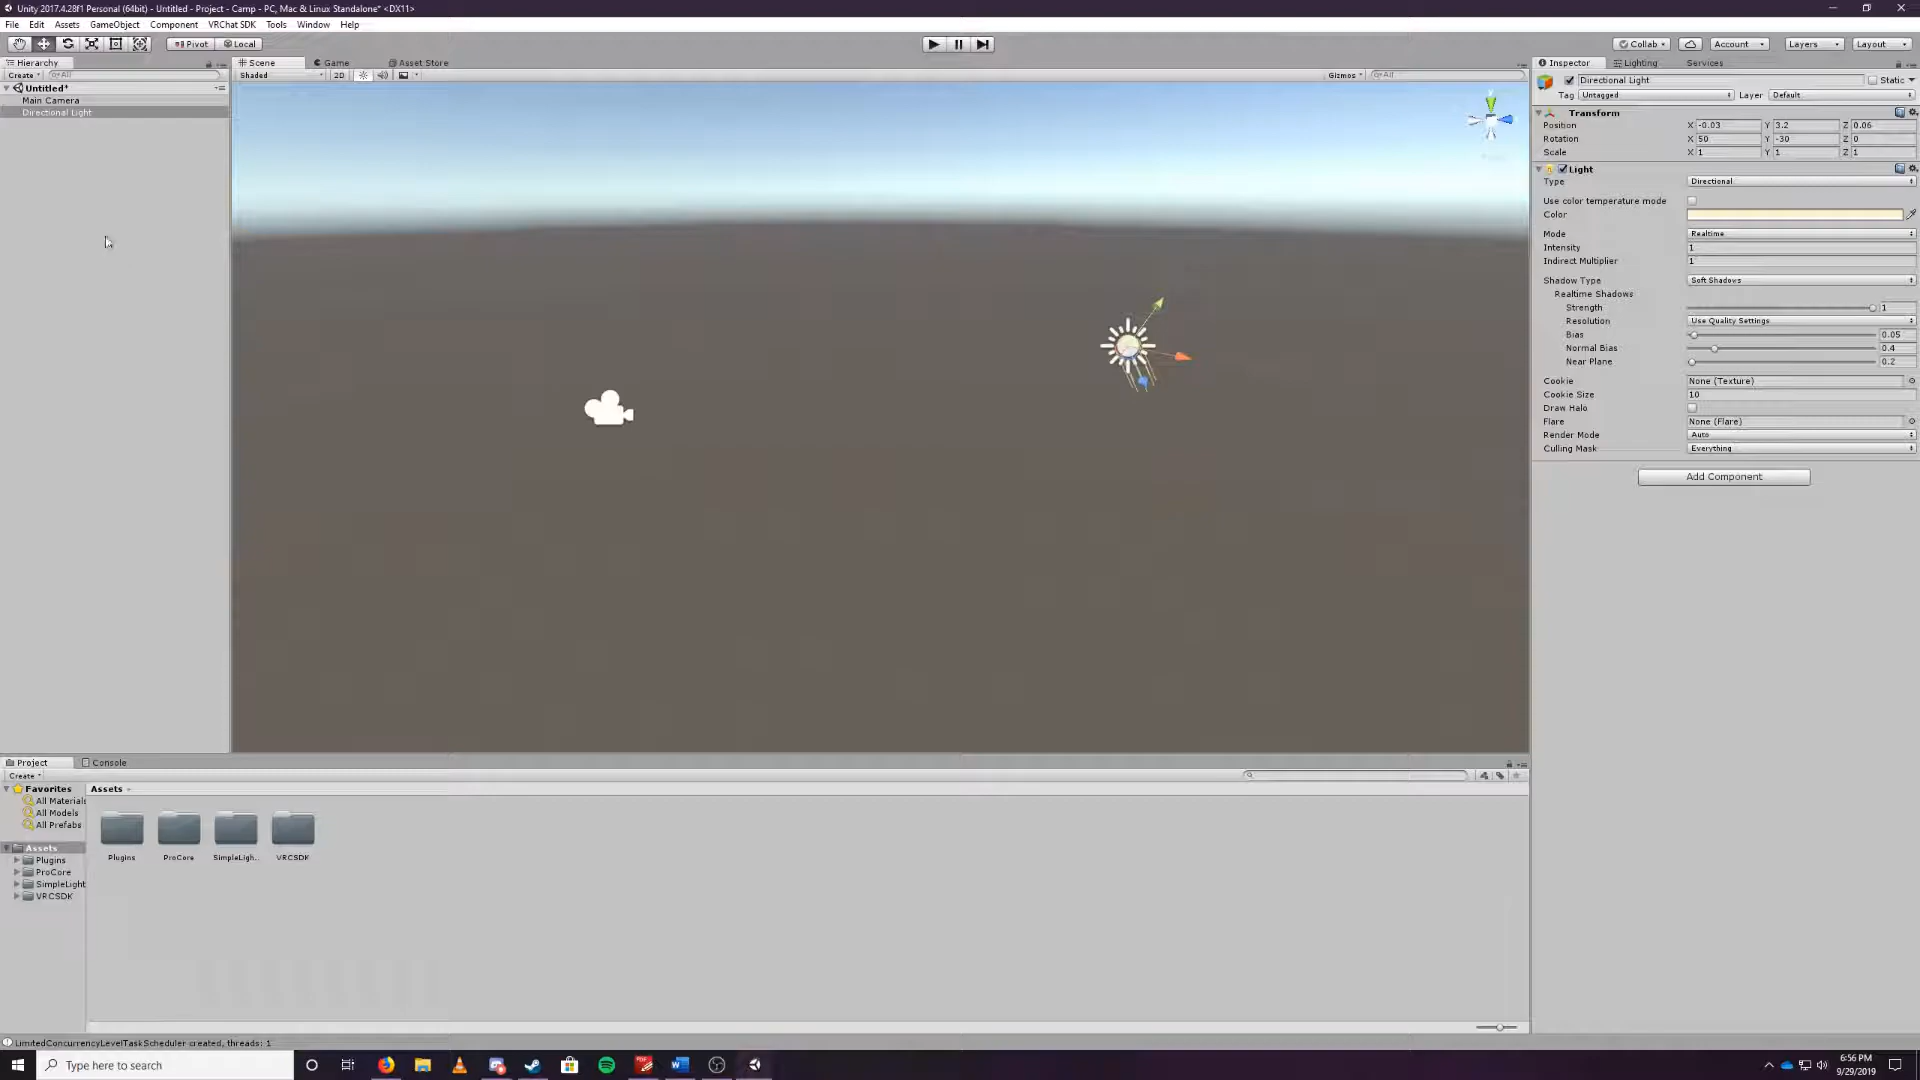 Unity 2017.4.28f1 Personal (64bit) - Untitled - Project - Camp - PC, Mac & Linux Standalone* <DX11>
File Edit Assets GameObject Component VRChat SDK Tools Window Help
Pivot Local
Collab Account Layers Layout
Hierarchy
Create All
Untitled*
Main Camera
Directional Light
Scene Game Asset Store
Shaded 2D Gizmos All
Inspector Lighting Services
Directional Light Static
Tag Untagged Layer Default
Transform
Position X -0.03 Y 3.2 Z 0.06
Rotation X 50 Y -30 Z 0
Scale X 1 Y 1 Z 1
Light
Type Directional
Use color temperature mode
Color
Mode Realtime
Intensity 1
Indirect Multiplier 1
Shadow Type Soft Shadows
Realtime Shadows
Strength 1
Resolution Use Quality Settings
Bias 0.05
Normal Bias 0.4
Near Plane 0.2
Cookie None (Texture)
Cookie Size 10
Draw Halo
Flare None (Flare)
Render Mode Auto
Culling Mask Everything
Add Component
Project Console
Create
Favorites
All Materials
All Models
All Prefabs
Assets
Plugins
ProCore
SimpleLight
VRCSDK
Assets
Plugins ProCore SimpleLigh... VRCSDK
LimitedConcurrencyLevelTaskScheduler created, threads: 1
Type here to search
6:56 PM
9/29/2019